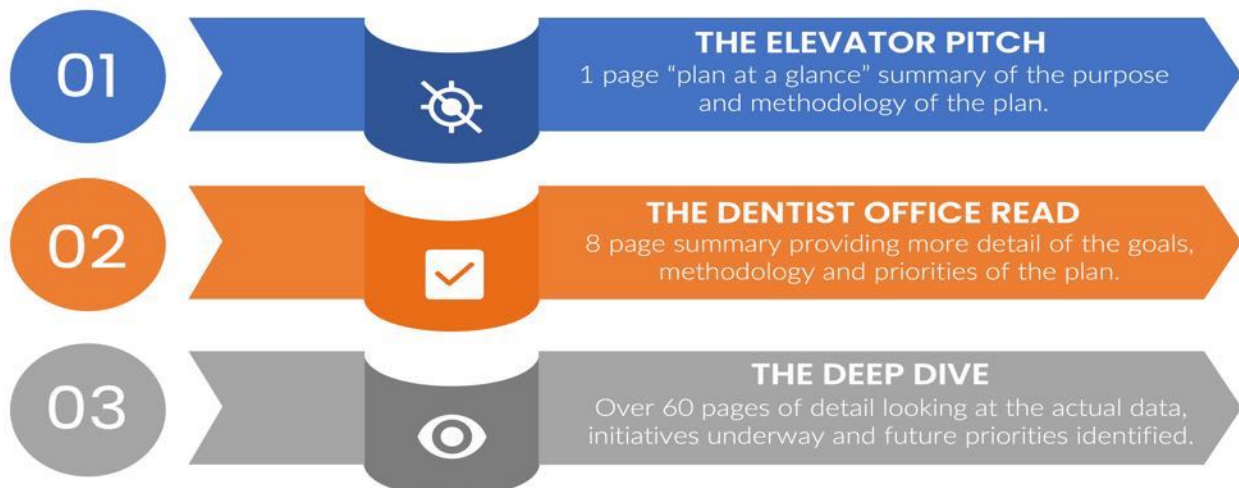 01
THE ELEVATOR PITCH
1 page “plan at a glance” summary of the purpose
and methodology of the plan.
02
THE DENTIST OFFICE READ
8 page summary providing more detail of the goals,
methodology and priorities of the plan.
03
THE DEEP DIVE
Over 60 pages of detail looking at the actual data,
initiatives underway and future priorities identified.